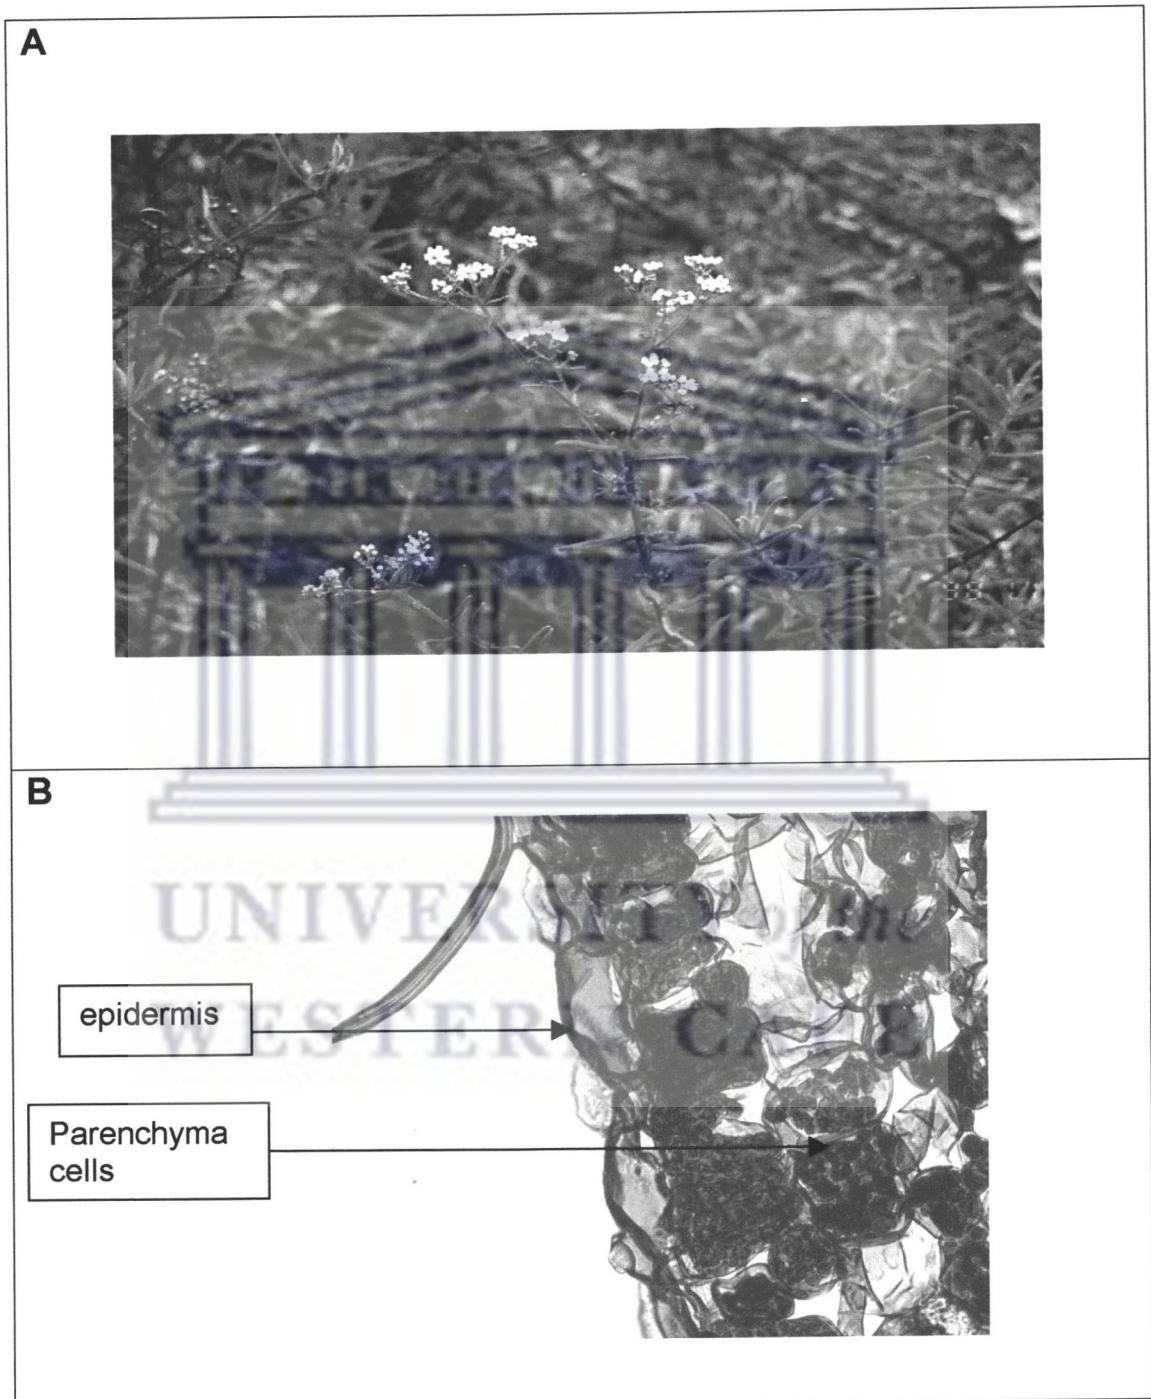 A
B
UNIVERSITY of the
WESTERN CAPE
epidermis
Parenchyma
cells